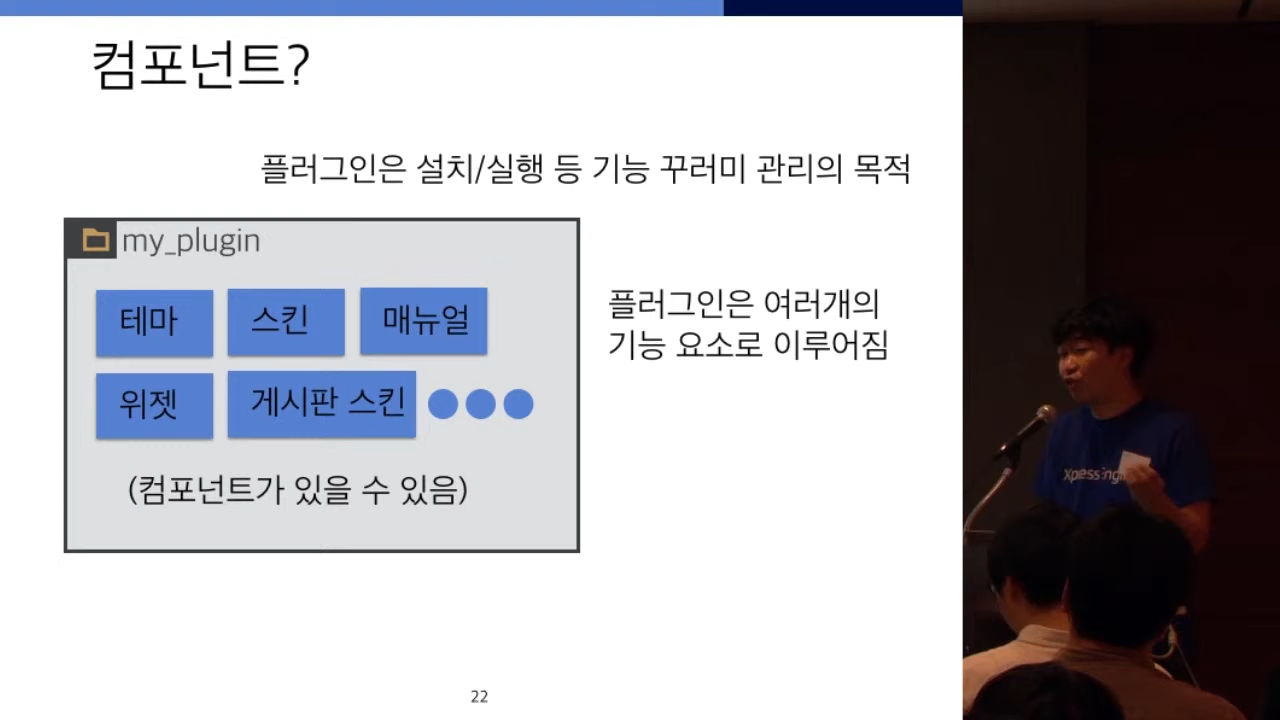 컴포넌트?
플러그인은 설치/실행 등 기능 꾸러미 관리의 목적
my_plugin
테마 스킨 매뉴얼
위젯 게시판 스킨
(컴포넌트가 있을 수 있음)
플러그인은 여러개의
기능 요소로 이루어짐
22